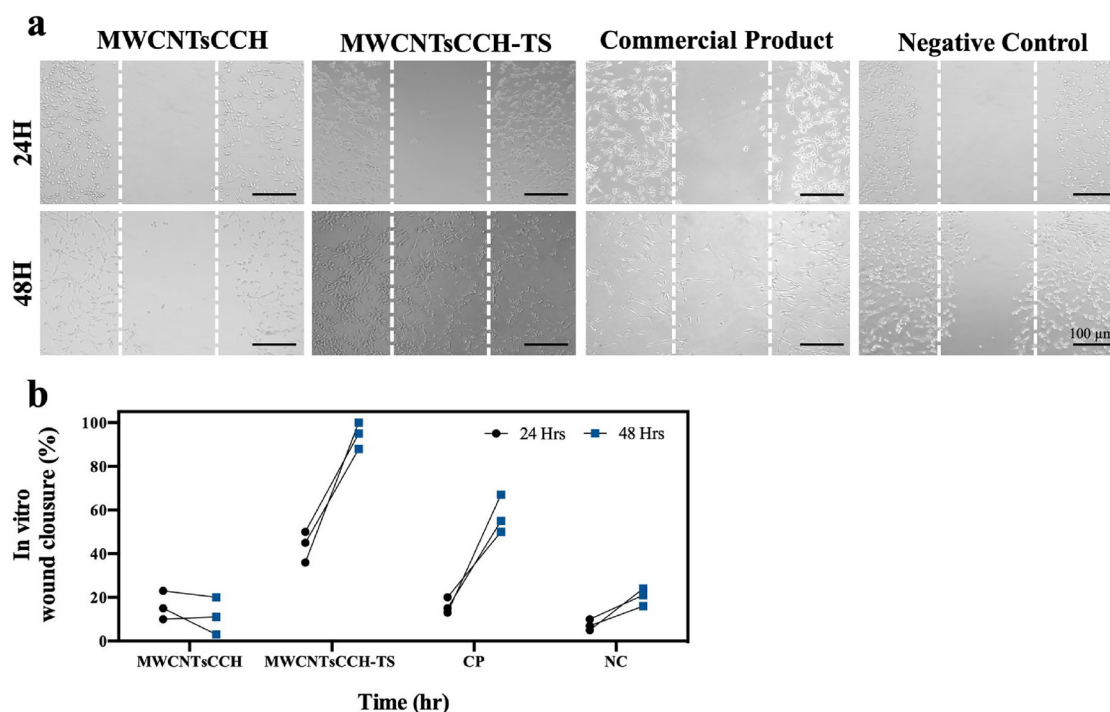 a
MWCNTsCCH MWCNTsCCH-TS Commercial Product Negative Control
24H
48H
100 µm
b
In vitro
wound clousure (%)
100
80
60
40
20
0
24 Hrs 48 Hrs
MWCNTsCCH MWCNTsCCH-TS CP NC
Time (hr)